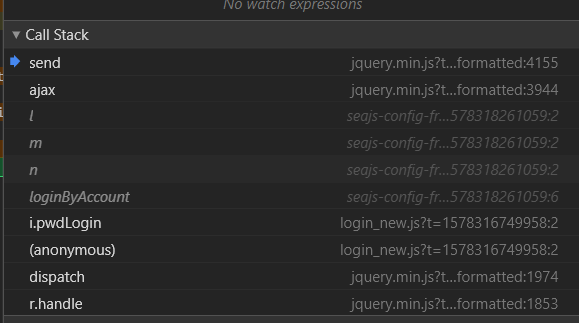 No watch expressions
Call Stack
send jquery.min.js?t...formatted:4155
ajax jquery.min.js?t...formatted:3944
l seajs-config-fr...578318261059:2
m seajs-config-fr...578318261059:2
n seajs-config-fr...578318261059:2
loginByAccount seajs-config-fr...578318261059:6
i.pwdLogin login_new.js?t=1578316749958:2
(anonymous) login_new.js?t=1578316749958:2
dispatch jquery.min.js?t...formatted:1974
r.handle jquery.min.js?t...formatted:1853